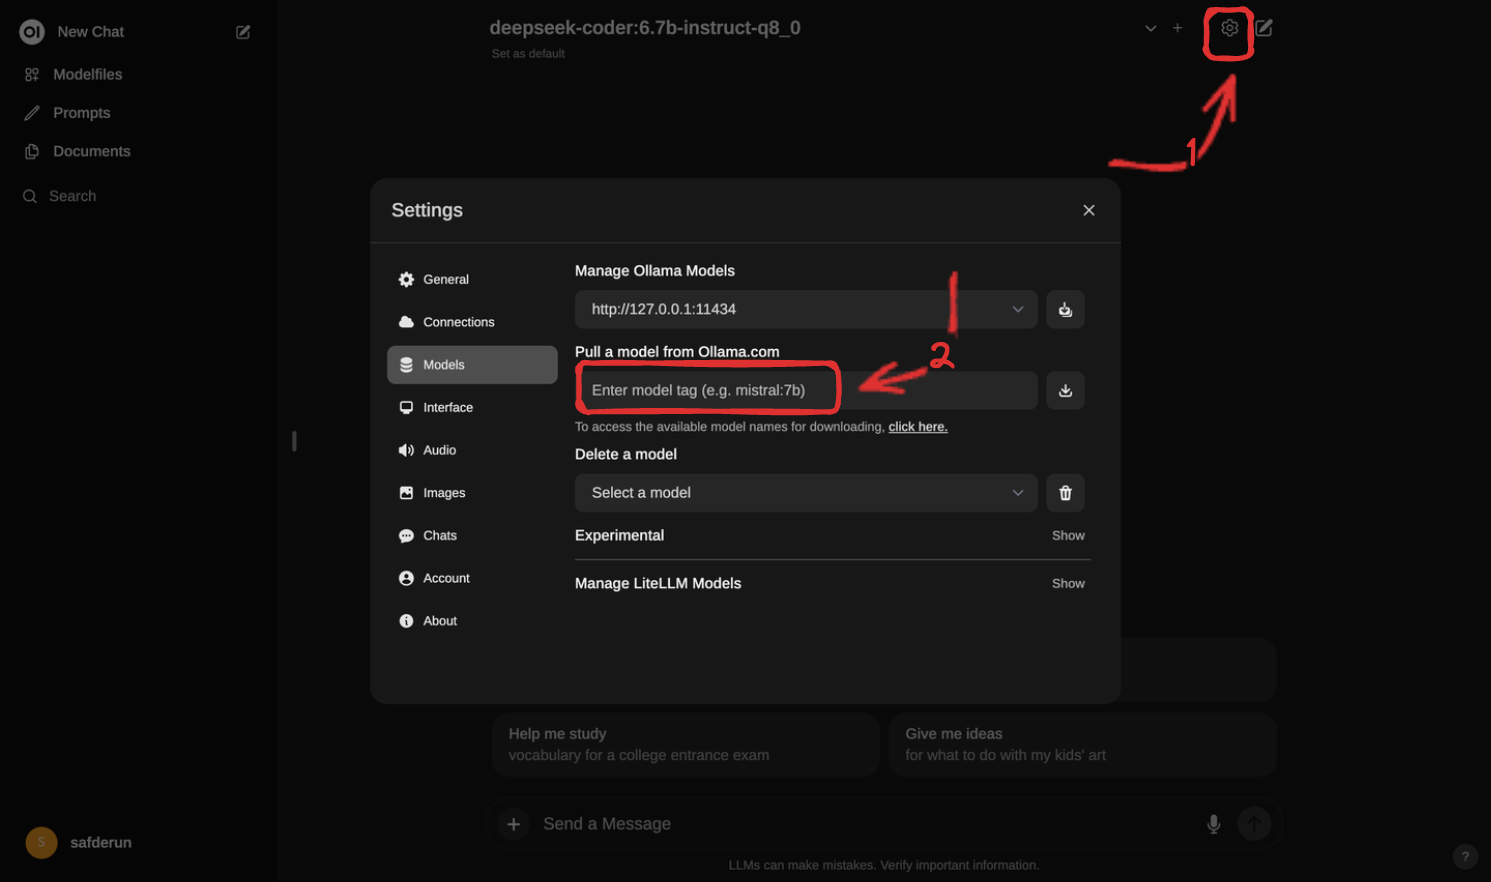 OI New Chat
Modelfiles
Prompts
Documents
Search
deepseek-coder:6.7b-instruct-q8_0
Set as default
1
Settings
General
Connections
Models
Interface
Audio
Images
Chats
Account
About
Manage Ollama Models
http://127.0.0.1:11434
Pull a model from Ollama.com
2
Enter model tag (e.g. mistral:7b)
To access the available model names for downloading, click here.
Delete a model
Select a model
Experimental Show
Manage LiteLLM Models Show
Help me study
vocabulary for a college entrance exam
Give me ideas
for what to do with my kids' art
Send a Message
LLMs can make mistakes. Verify important information.
S safderun
?